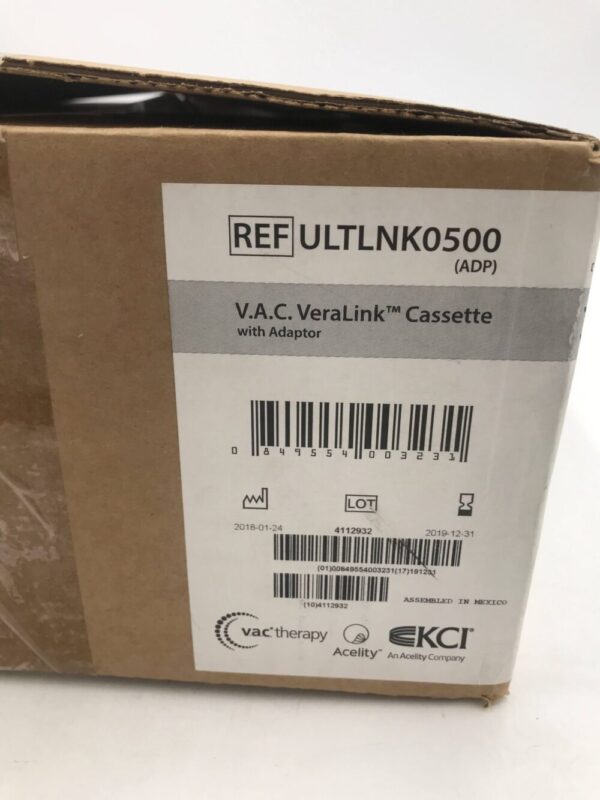 REF ULTLNK0500
(ADP)
V.A.C. VeraLink™ Cassette
with Adaptor
0 849554 003231
LOT
2018-01-24 4112932 2019-12-31
(01)00849554003231(17)191231
(10)4112932 ASSEMBLED IN MEXICO
vac® therapy Acelity™ KCI®
An Acelity Company